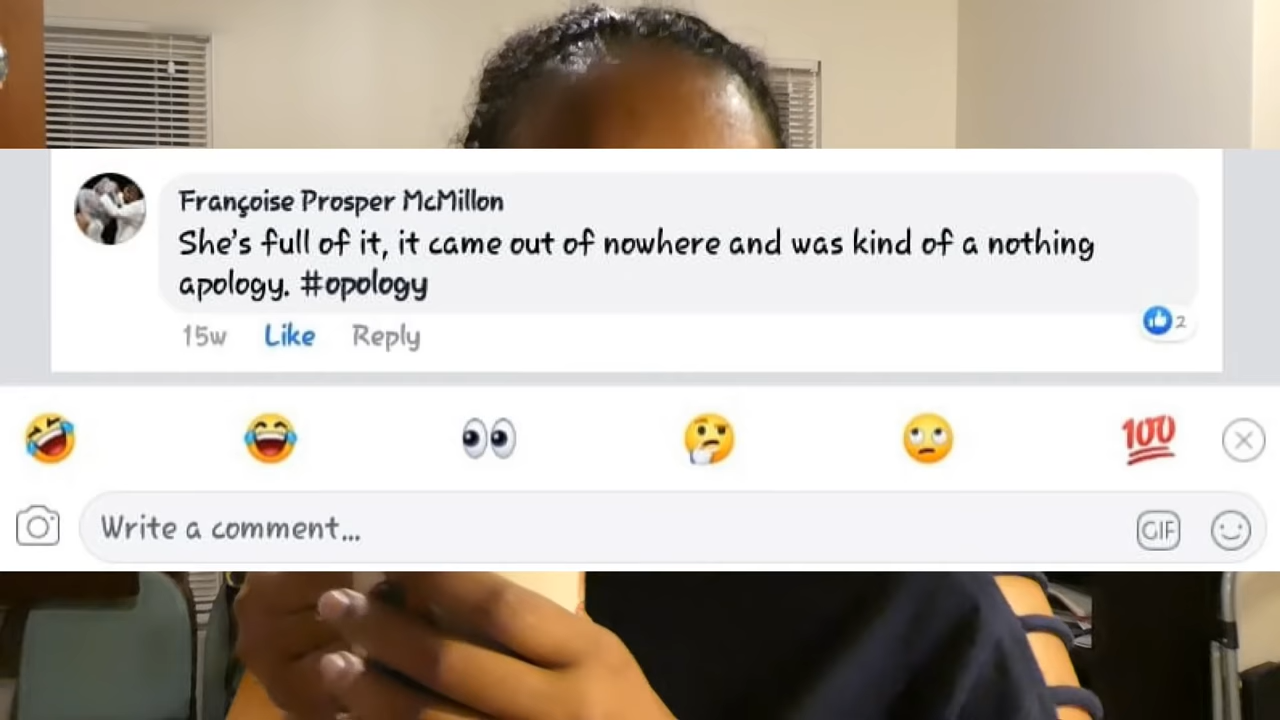 Françoise Prosper McMillon
She's full of it, it came out of nowhere and was kind of a nothing
apology. #opology
15w Like Reply
2
100
Write a comment...
GIF